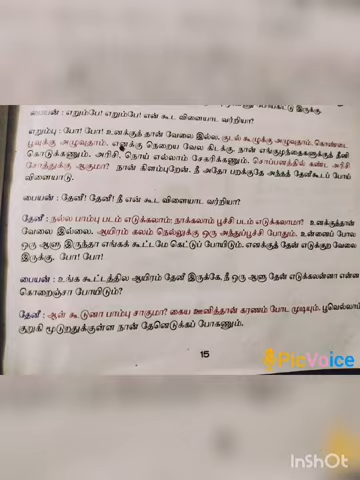 பையன் : எறும்பே! எறும்பே! என் கூட விளையாட வர்றியா?
எறும்பு : போ! போ! உனக்குத் தான் வேலை இல்ல. குடல் கூழுக்கு அழுவுதாம். கொண்டை
பூவுக்கு அழுவுதாம். எனக்கு நெறைய வேல கிடக்கு. நான் எங்குழந்தைகளுக்குத் தீனி
கொடுக்கணும். அரிசி, நொய் எல்லாம் சேகரிக்கணும். சொப்பனத்தில் கண்ட அரிசி
சோத்துக்கு ஆகுமா? நான் கிளம்புறேன். நீ அதோ பறக்குதே அந்தத் தேனீகூடப் போய்
விளையாடு.
பையன் : தேனீ! தேனீ! நீ என் கூட விளையாட வர்றியா?
தேனீ : நல்ல பாம்பு படம் எடுக்கலாம்; நாக்கலாம் பூச்சி படம் எடுக்கலாமா? உனக்குத்தான்
வேலை இல்லை. ஆயிரம் கலம் நெல்லுக்கு ஒரு அந்துப்பூச்சி போதும். உன்னைப் போல
ஒரு ஆளு இருந்தா எங்கக் கூட்டமே கெட்டுப் போயிடும். எனக்குத் தேன் எடுக்குற வேல
இருக்கு. போ! போ!
பையன் : உங்க கூட்டத்தில ஆயிரம் தேனீ இருக்கே. நீ ஒரு ஆளு தேன் எடுக்கலன்னா என்ன
கொறைஞ்சா போயிடும்?
தேனீ : ஆள் கூடுனா பாம்பு சாகுமா? கைய ஊனித்தான் கரணம் போட முடியும். பூவெல்லாம்
குறுகி மூடுறதுக்குள்ள நான் தேனெடுக்கப் போகணும்.
15
PicVoice
InShOt